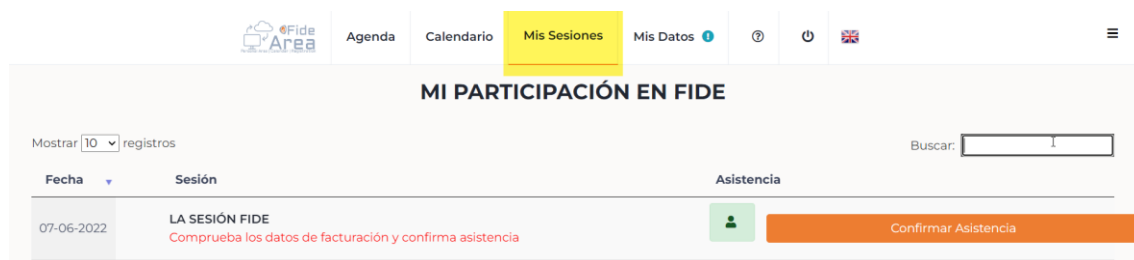 Fide
Area
Agenda
Calendario
Mis Sesiones
Mis Datos
MI PARTICIPACIÓN EN FIDE
Mostrar 10 registros
Buscar:
Fecha Sesión Asistencia
07-06-2022
LA SESIÓN FIDE
Comprueba los datos de facturación y confirma asistencia
Confirmar Asistencia